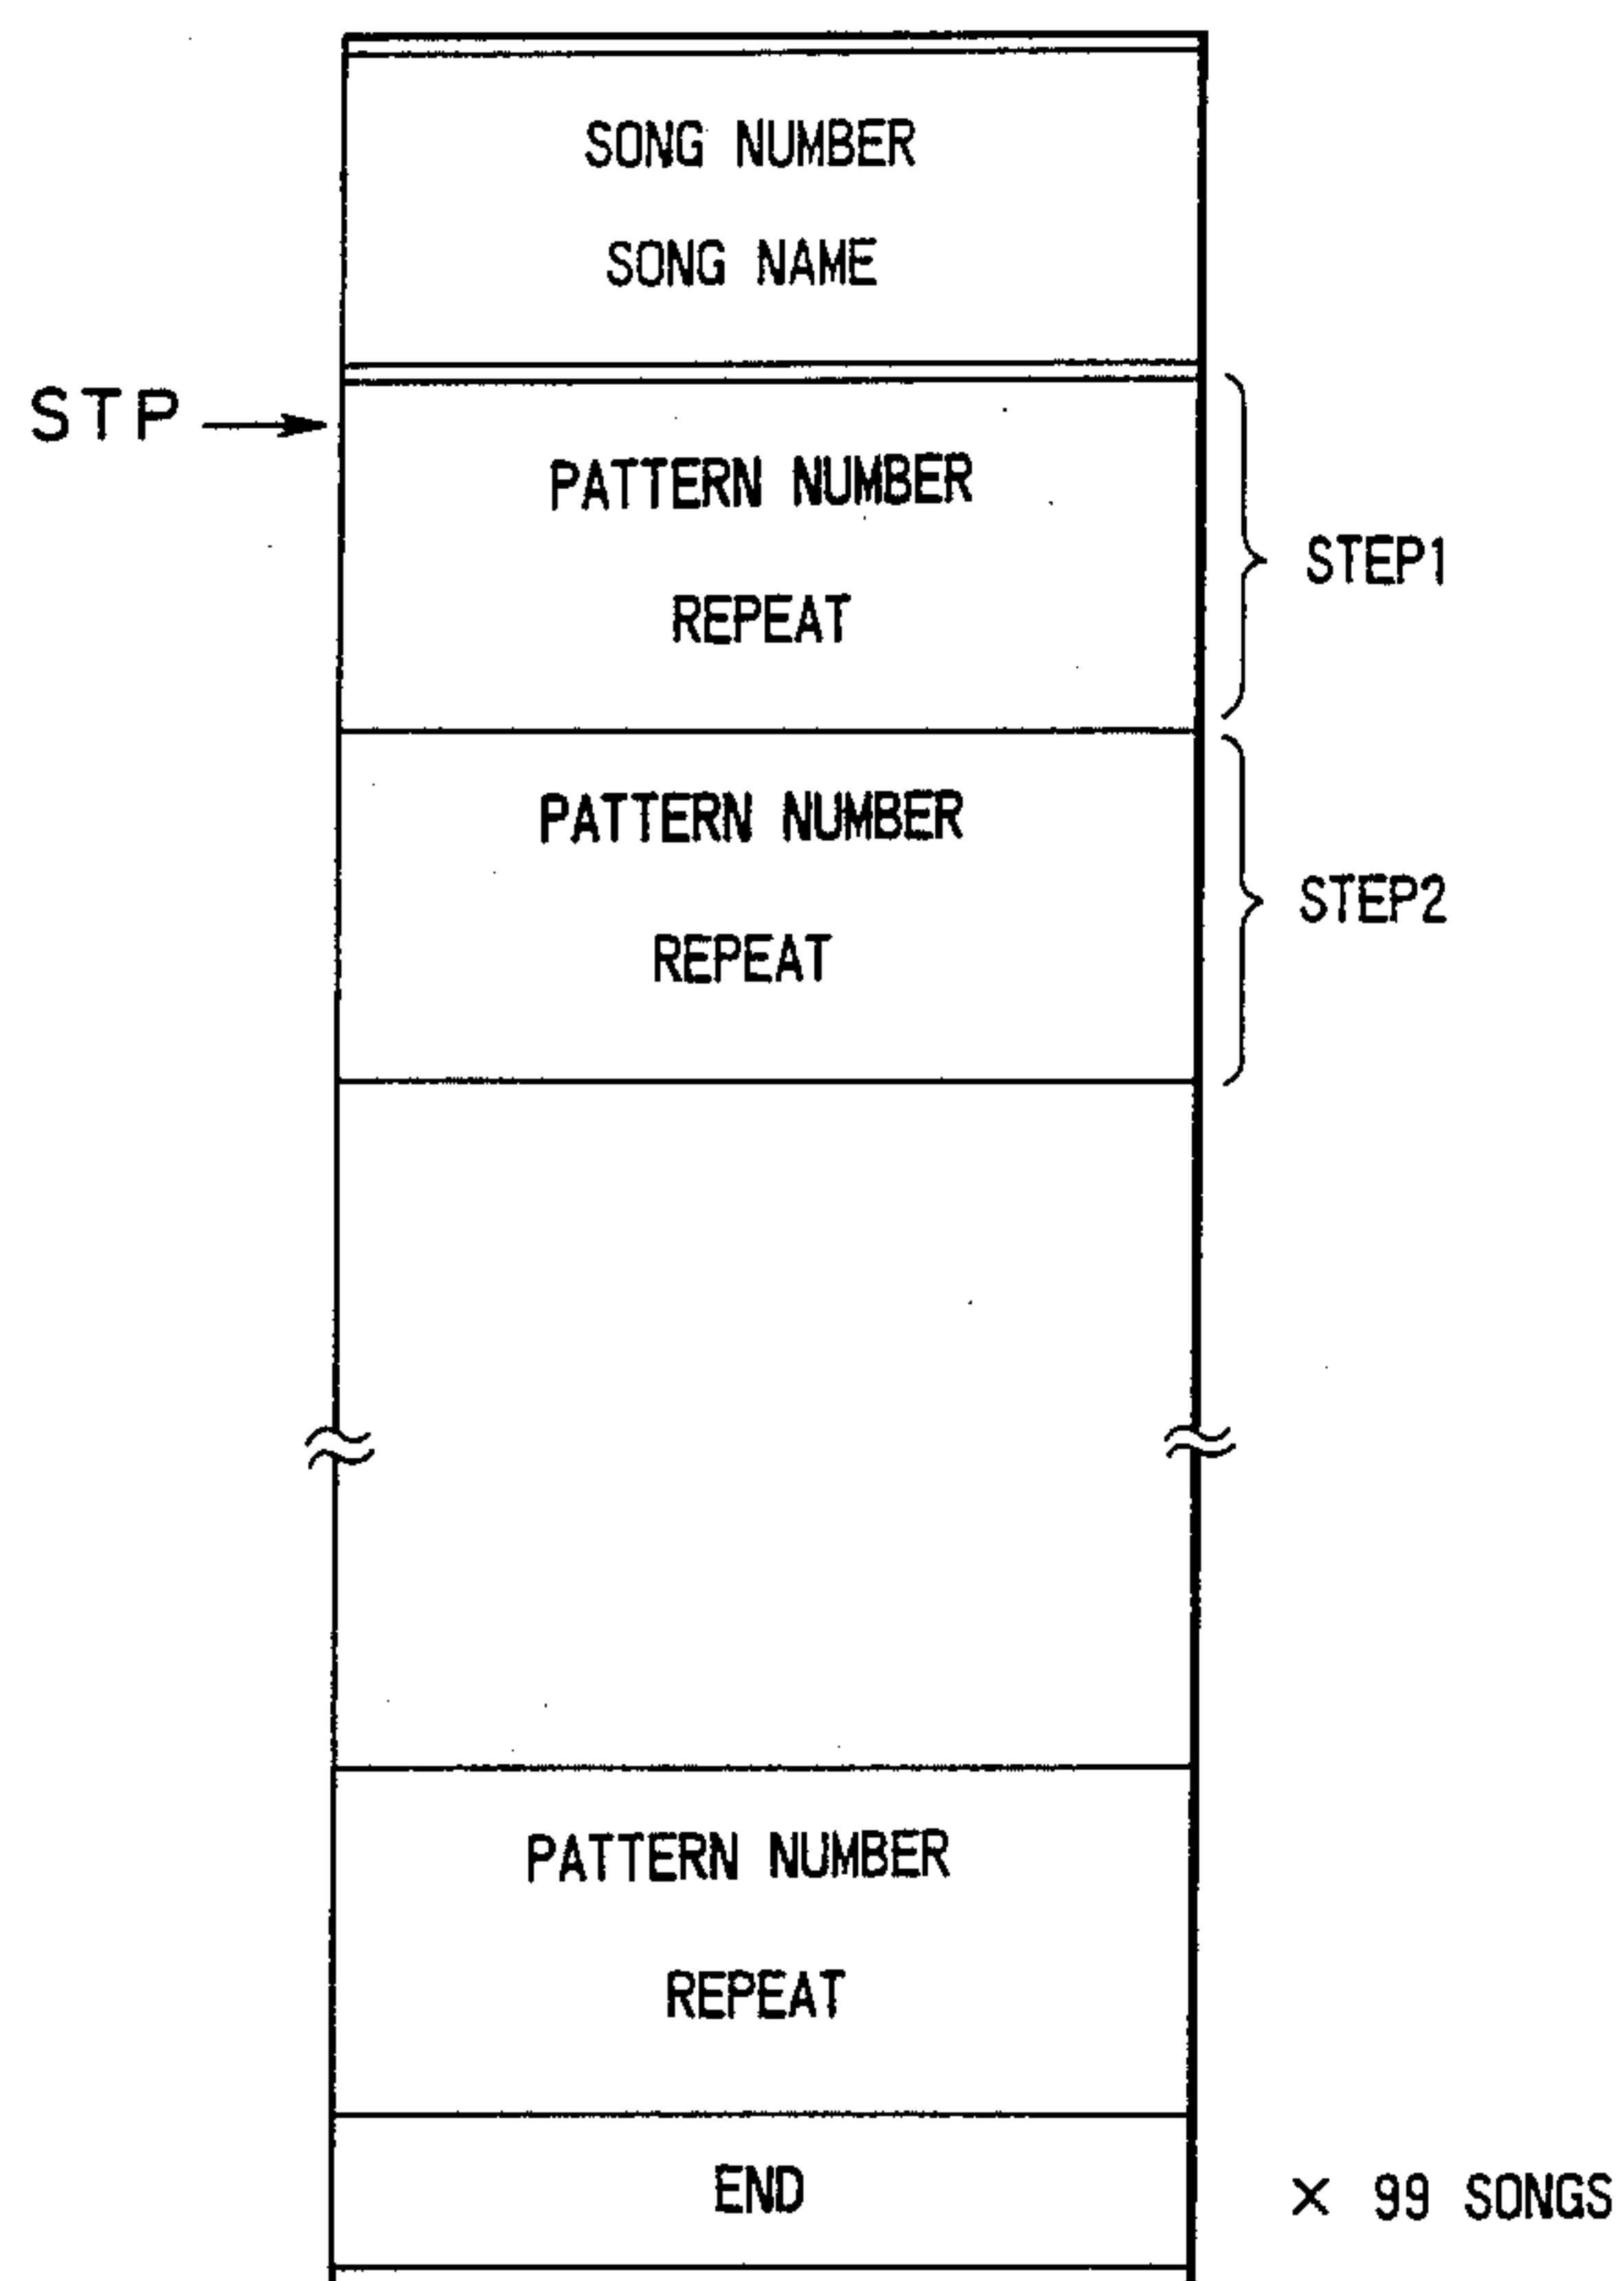 SONG NUMBER
SONG NAME
STP
PATTERN NUMBER
REPEAT
STEP1
PATTERN NUMBER
REPEAT
STEP2
PATTERN NUMBER
REPEAT
END
× 99 SONGS